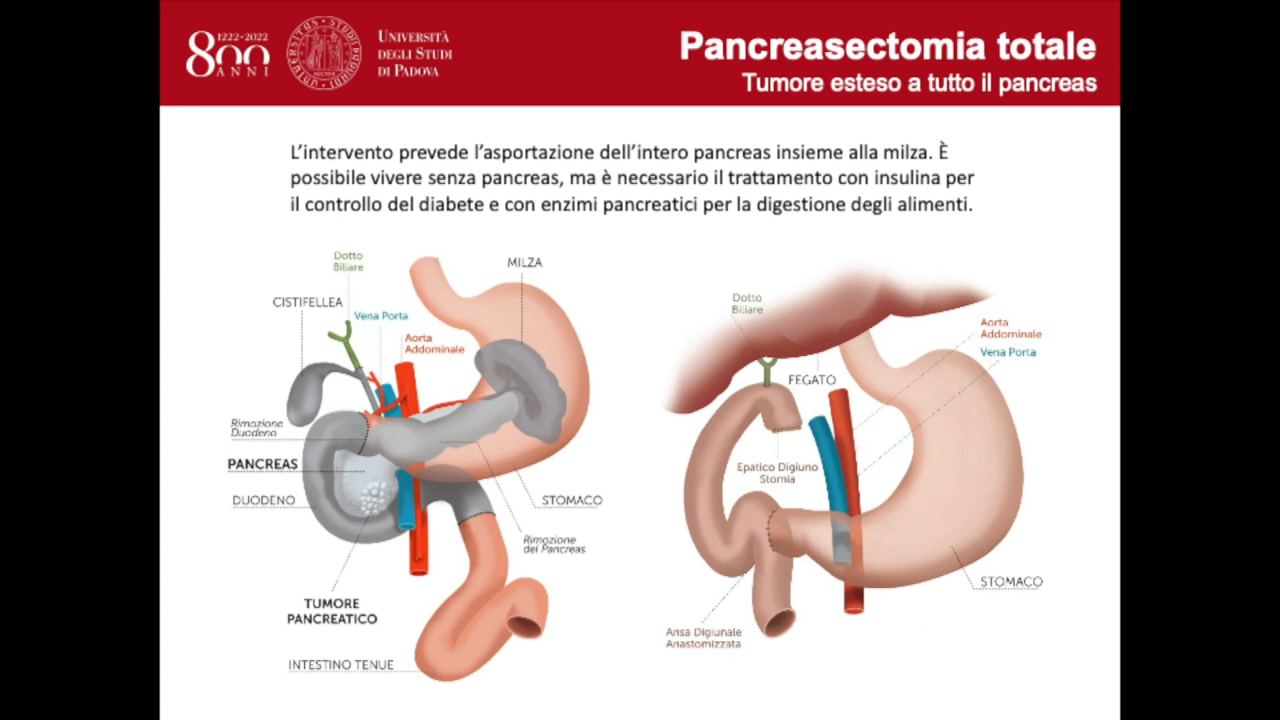 1222·2022
800
ANNI
UNIVERSITÀ
DEGLI STUDI
DI PADOVA
Pancreasectomia totale
Tumore esteso a tutto il pancreas
L'intervento prevede l'asportazione dell'intero pancreas insieme alla milza. È
possibile vivere senza pancreas, ma è necessario il trattamento con insulina per
il controllo del diabete e con enzimi pancreatici per la digestione degli alimenti.
Dotto
Biliare
MILZA
CISTIFELLEA
Vena Porta
Aorta
Addominale
Rimozione
Duodeno
PANCREAS
DUODENO
STOMACO
Rimozione
del Pancreas
TUMORE
PANCREATICO
INTESTINO TENUE
Dotto
Biliare
Aorta
Addominale
Vena Porta
FEGATO
Epatico Digiuno
Stomia
STOMACO
Ansa Digiunale
Anastomizzata